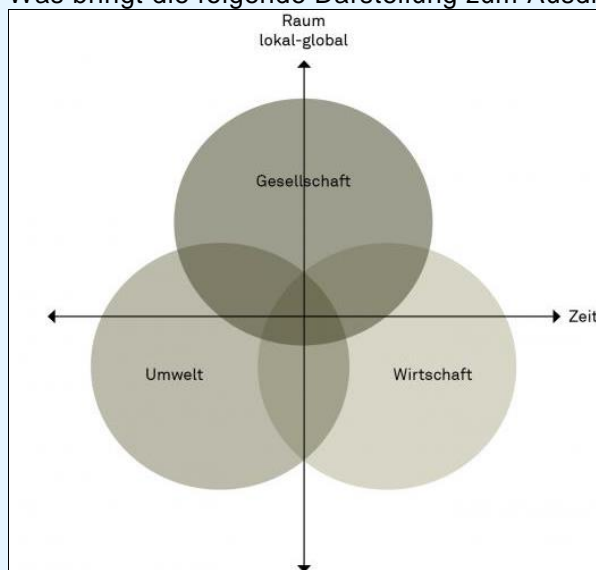 Was bringt die folgende Darstellung zum
Raum
lokal-global
Gesellschaft
Zeit
Umwelt
Wirtschaft